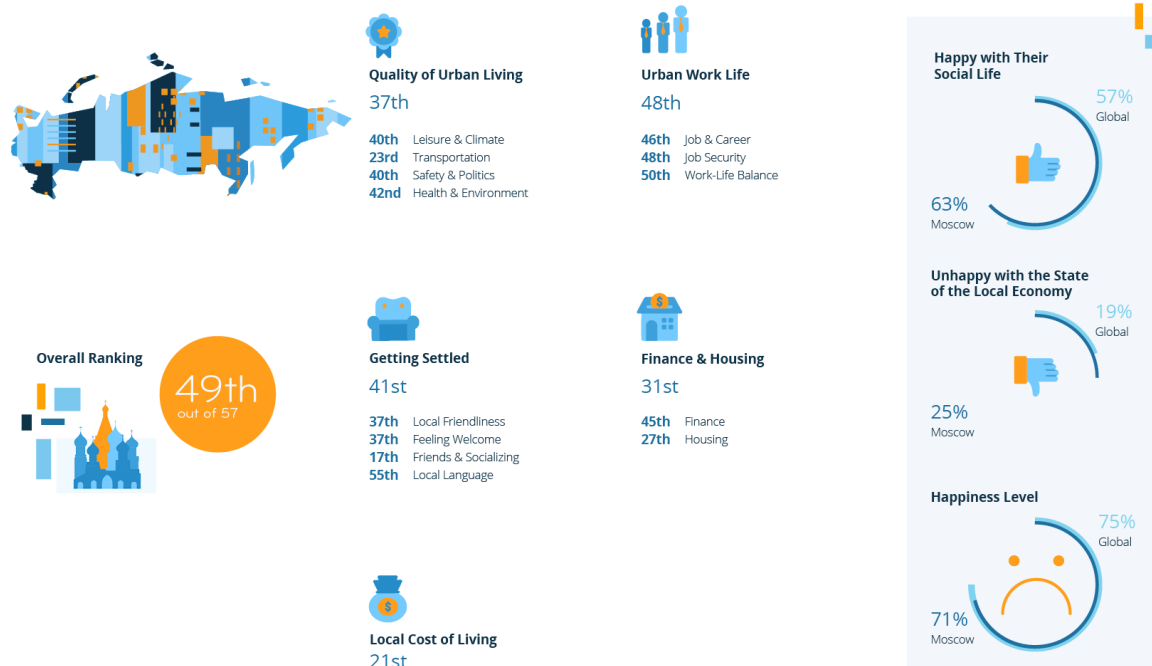 Quality of Urban Living
37th
40th Leisure & Climate
23rd Transportation
40th Safety & Politics
42nd Health & Environment
Urban Work Life
48th
46th Job & Career
48th Job Security
50th Work-Life Balance
Overall Ranking
49th
out of 57
Getting Settled
41st
37th Local Friendliness
37th Feeling Welcome
17th Friends & Socializing
55th Local Language
Finance & Housing
31st
45th Finance
27th Housing
Local Cost of Living
21st
Happy with Their
Social Life
57%
Global
63%
Moscow
Unhappy with the State
of the Local Economy
19%
Global
25%
Moscow
Happiness Level
75%
Global
71%
Moscow